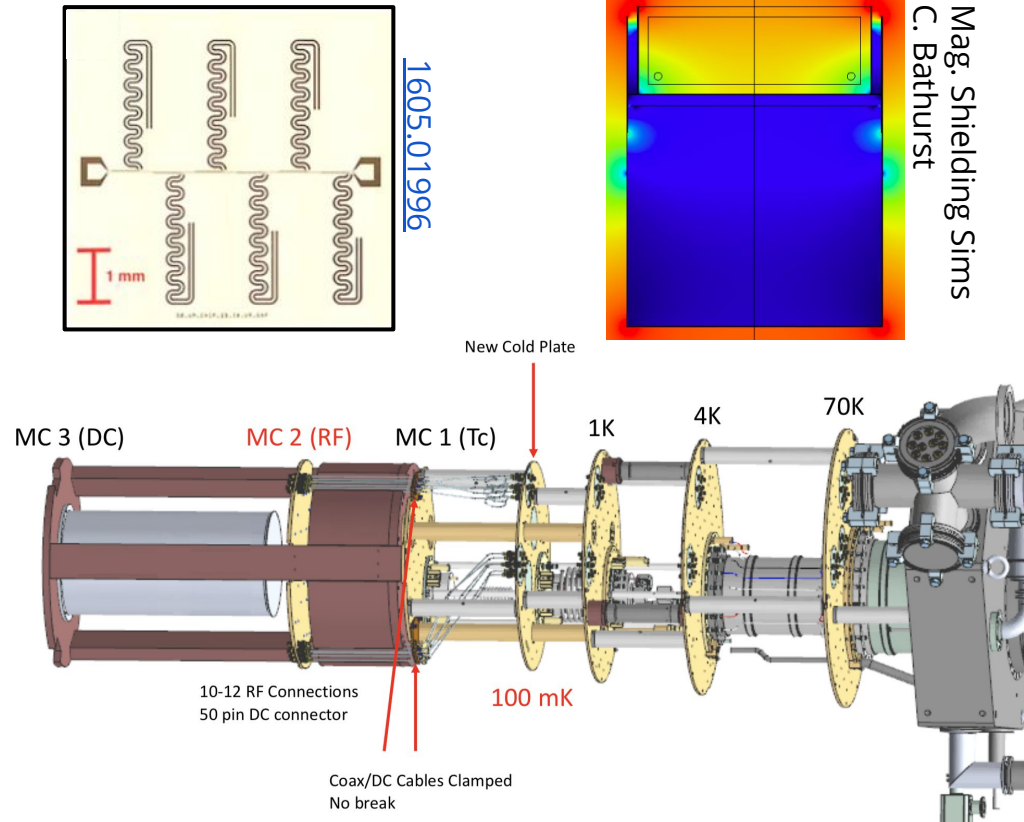 1605.01996
1 mm
Mag. Shielding Sims
C. Bathurst
New Cold Plate
MC 3 (DC)
MC 2 (RF)
MC 1 (Tc)
1K
4K
70K
100 mK
10-12 RF Connections
50 pin DC connector
Coax/DC Cables Clamped
No break